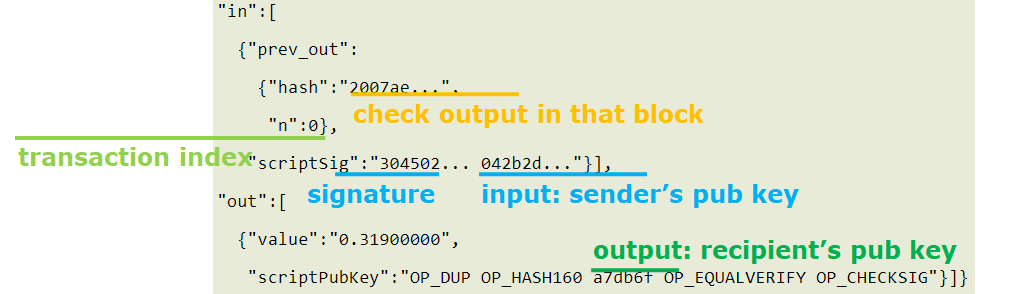 "in":[
{"prev_out":
{"hash":"2007ae...",
check output in that block
"n":0},
transaction index
"scriptSig":"304502... 042b2d..."}],
signature
input: sender's pub key
"out":[
{"value":"0.31900000",
output: recipient's pub key
"scriptPubKey":"OP_DUP OP_HASH160 a7db6f OP_EQUALVERIFY OP_CHECKSIG"}]}